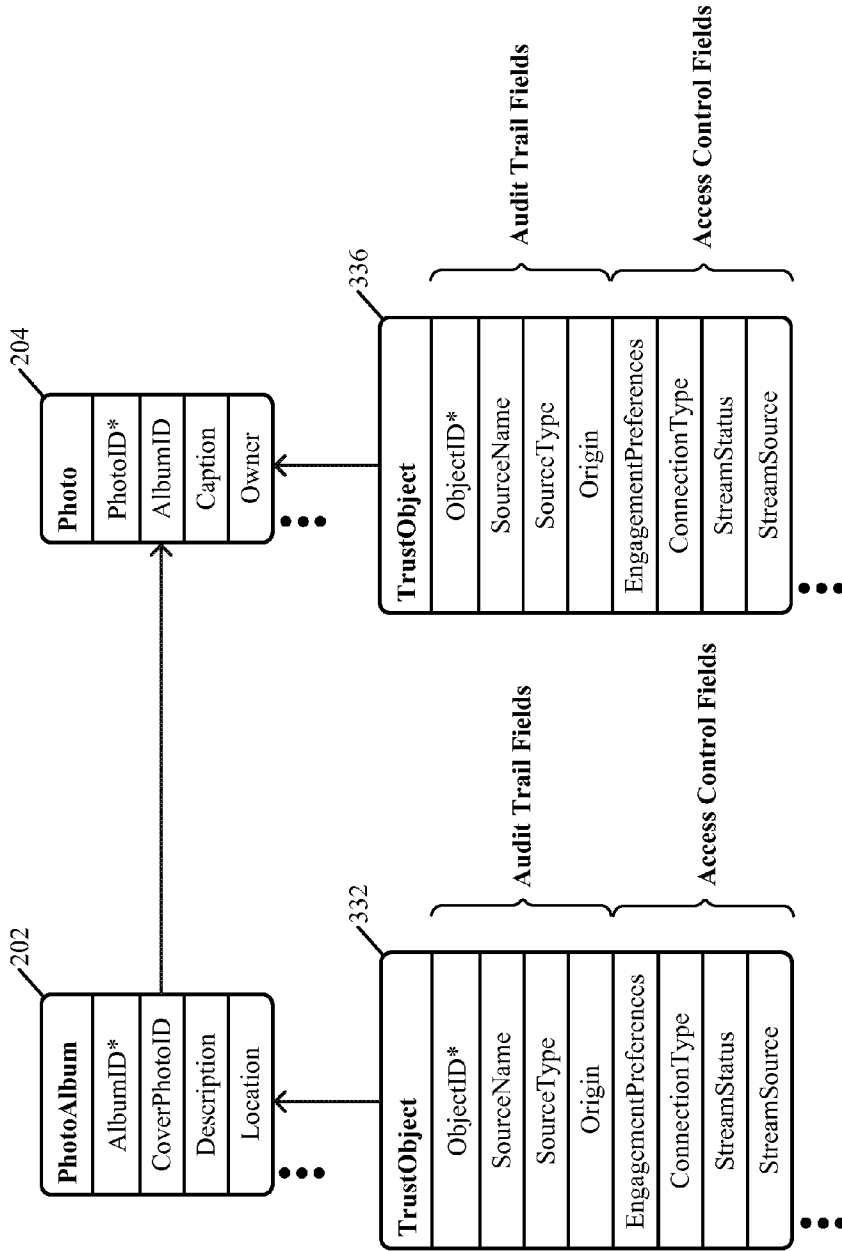 202
PhotoAlbum
AlbumID*
CoverPhotoID
Description
Location
204
Photo
PhotoID*
AlbumID
Caption
Owner
332
TrustObject
ObjectID*
SourceName
SourceType
Origin
EngagementPreferences
ConnectionType
StreamStatus
StreamSource
Audit Trail Fields
Access Control Fields
336
TrustObject
ObjectID*
SourceName
SourceType
Origin
EngagementPreferences
ConnectionType
StreamStatus
StreamSource
Audit Trail Fields
Access Control Fields